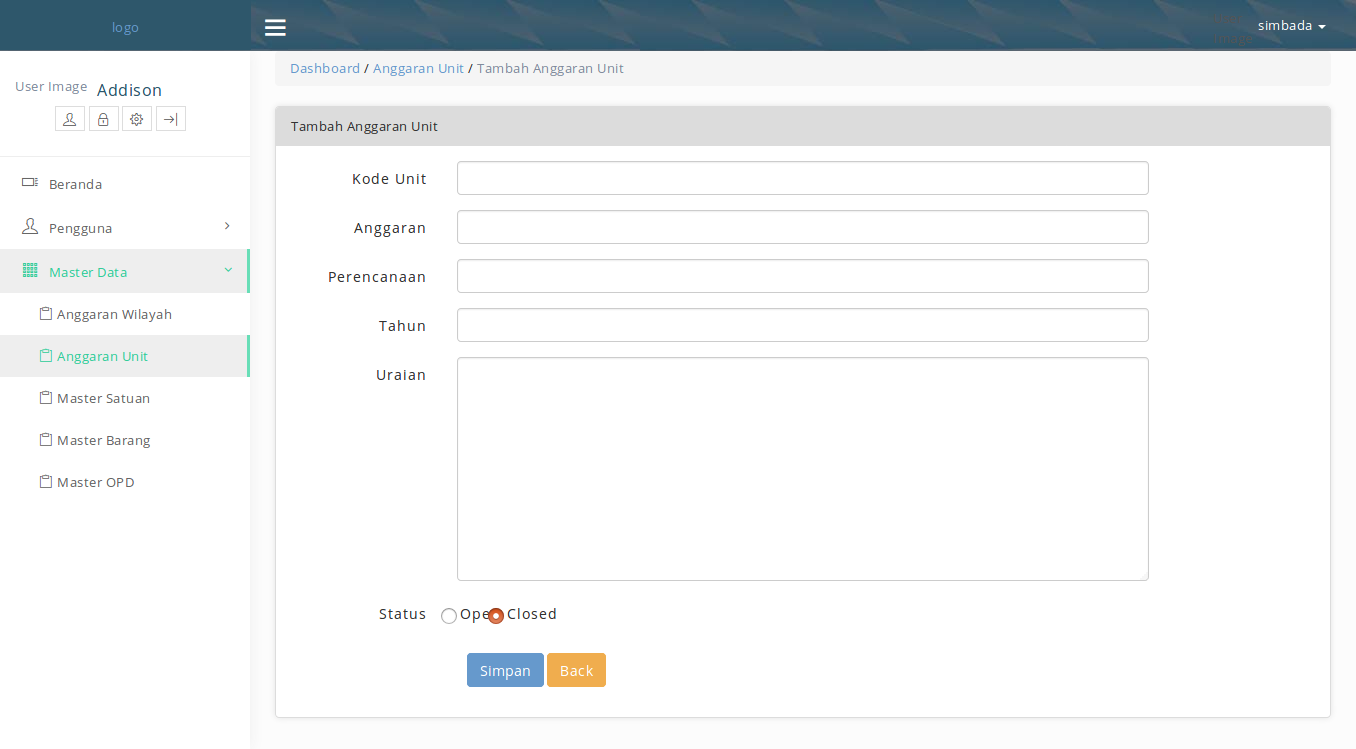 logo
simbada
Dashboard / Anggaran Unit / Tambah Anggaran Unit
User Image Addison
Tambah Anggaran Unit
Kode Unit
Anggaran
Perencanaan
Tahun
Uraian
Status Ope Closed
Simpan Back
Beranda
Pengguna
Master Data
Anggaran Wilayah
Anggaran Unit
Master Satuan
Master Barang
Master OPD